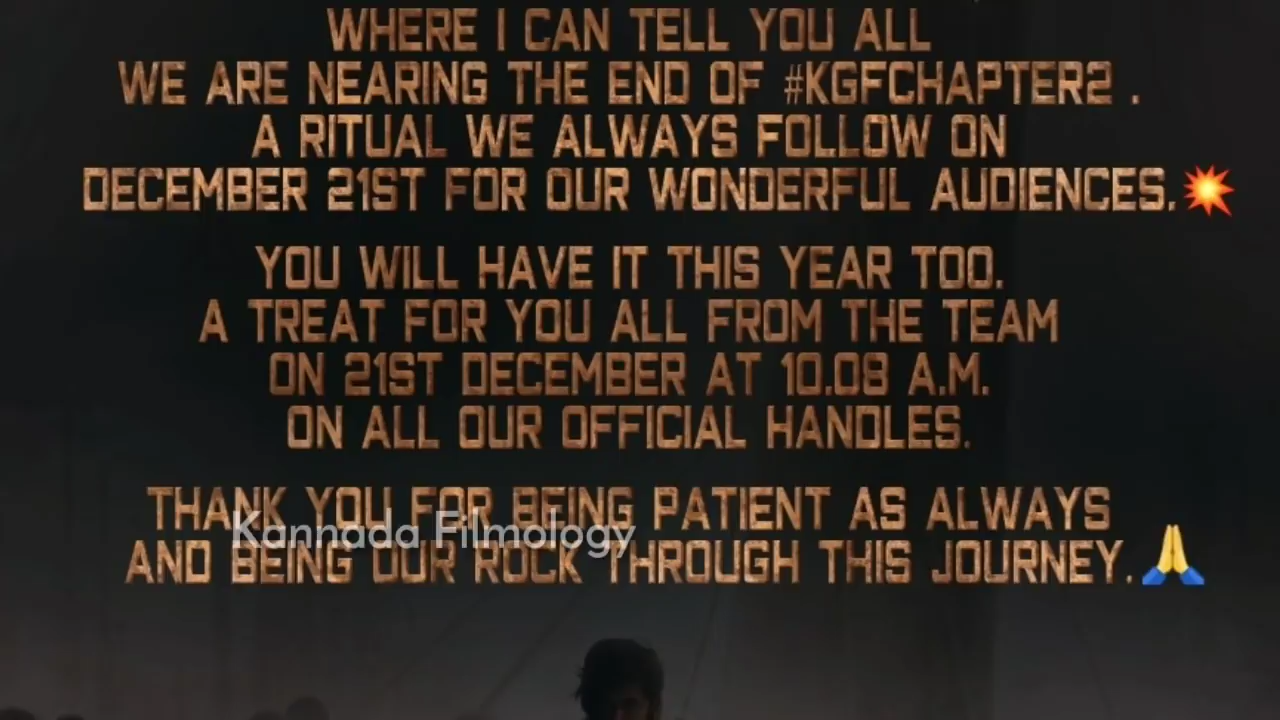 WHERE I CAN TELL YOU ALL
WE ARE NEARING THE END OF #KGFCHAPTER2 .
A RITUAL WE ALWAYS FOLLOW ON
DECEMBER 21ST FOR OUR WONDERFUL AUDIENCES.💥
YOU WILL HAVE IT THIS YEAR TOO.
A TREAT FOR YOU ALL FROM THE TEAM
ON 21ST DECEMBER AT 10.08 A.M.
ON ALL OUR OFFICIAL HANDLES.
THANK YOU FOR BEING PATIENT AS ALWAYS
Kannada Filmology
AND BEING OUR ROCK THROUGH THIS JOURNEY.🙏